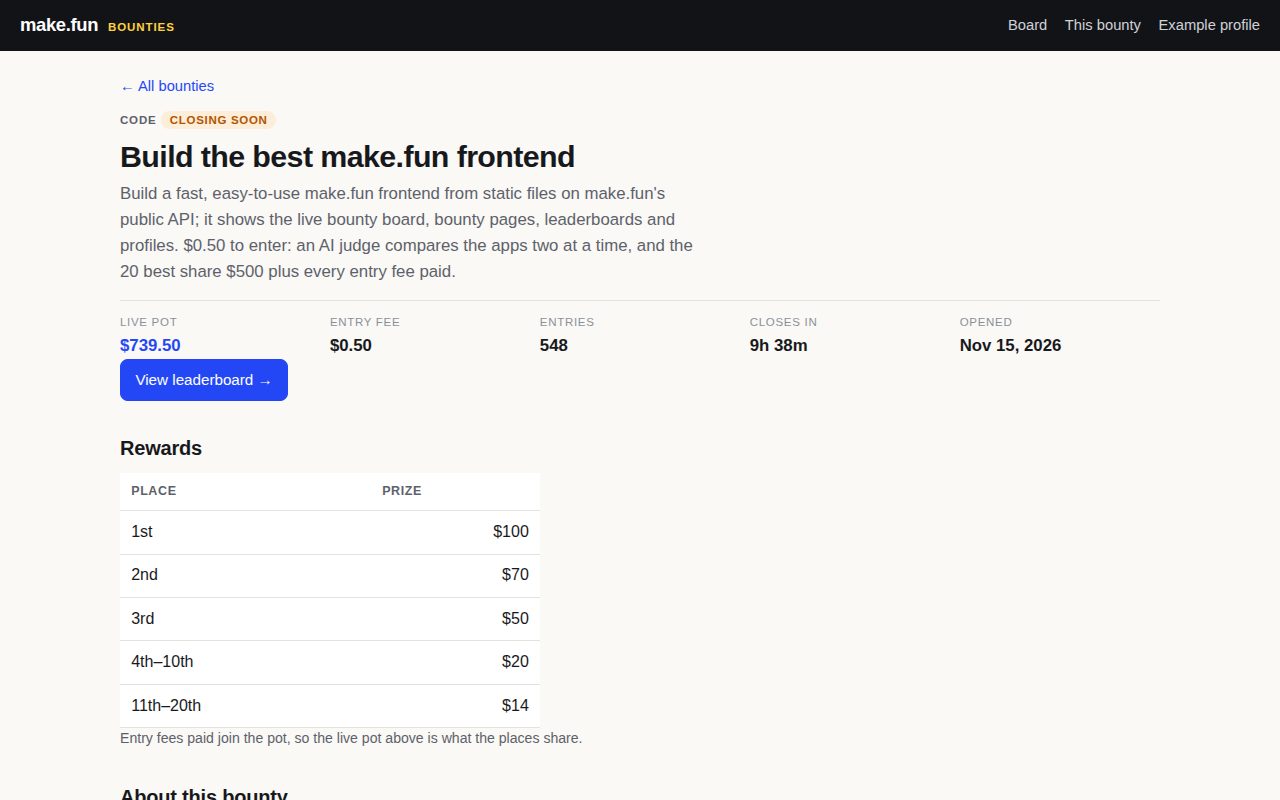 make.fun BOUNTIES
Board This bounty Example profile
← All bounties
CODE CLOSING SOON
Build the best make.fun frontend
Build a fast, easy-to-use make.fun frontend from static files on make.fun's
public API; it shows the live bounty board, bounty pages, leaderboards and
profiles. $0.50 to enter: an AI judge compares the apps two at a time, and the
20 best share $500 plus every entry fee paid.
LIVE POT ENTRY FEE ENTRIES CLOSES IN OPENED
$739.50 $0.50 548 9h 38m Nov 15, 2026
View leaderboard →
Rewards
PLACE PRIZE
1st $100
2nd $70
3rd $50
4th–10th $20
11th–20th $14
Entry fees paid join the pot, so the live pot above is what the places share.
About this bounty